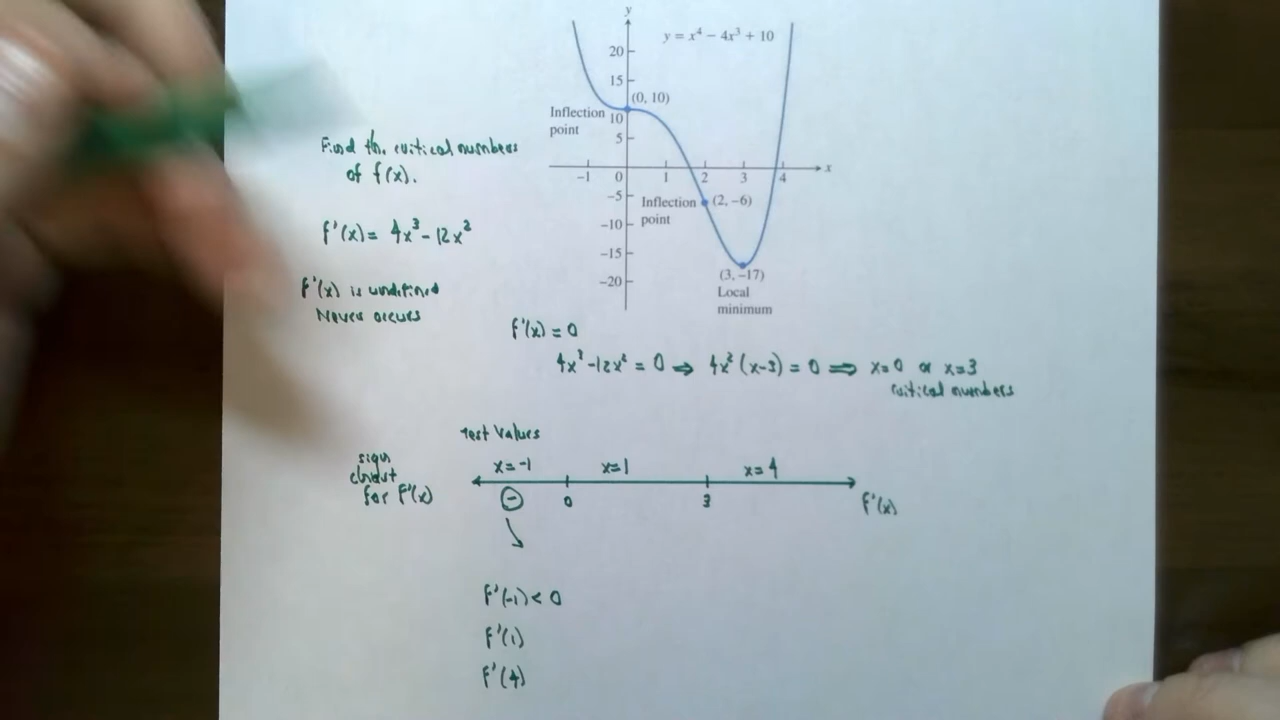 y
y = x⁴ − 4x³ + 10
20
15
(0, 10)
Inflection
point
10
5
-1 0 1 2 3 4 x
-5
Inflection
point
(2, −6)
-10
-15
(3, −17)
-20
Local
minimum
Find the critical numbers
of f(x).
f'(x) = 4x³ - 12x²
f'(x) is undefined
Never occurs
f'(x) = 0
4x³ - 12x² = 0 ⇒ 4x² (x-3) = 0 ⇒ x=0 or x=3
critical numbers
Test Values
sign
chart
for f'(x)
x=-1 x=1 x=4
− 0 3 f'(x)
f'(-1) < 0
f'(1)
f'(4)